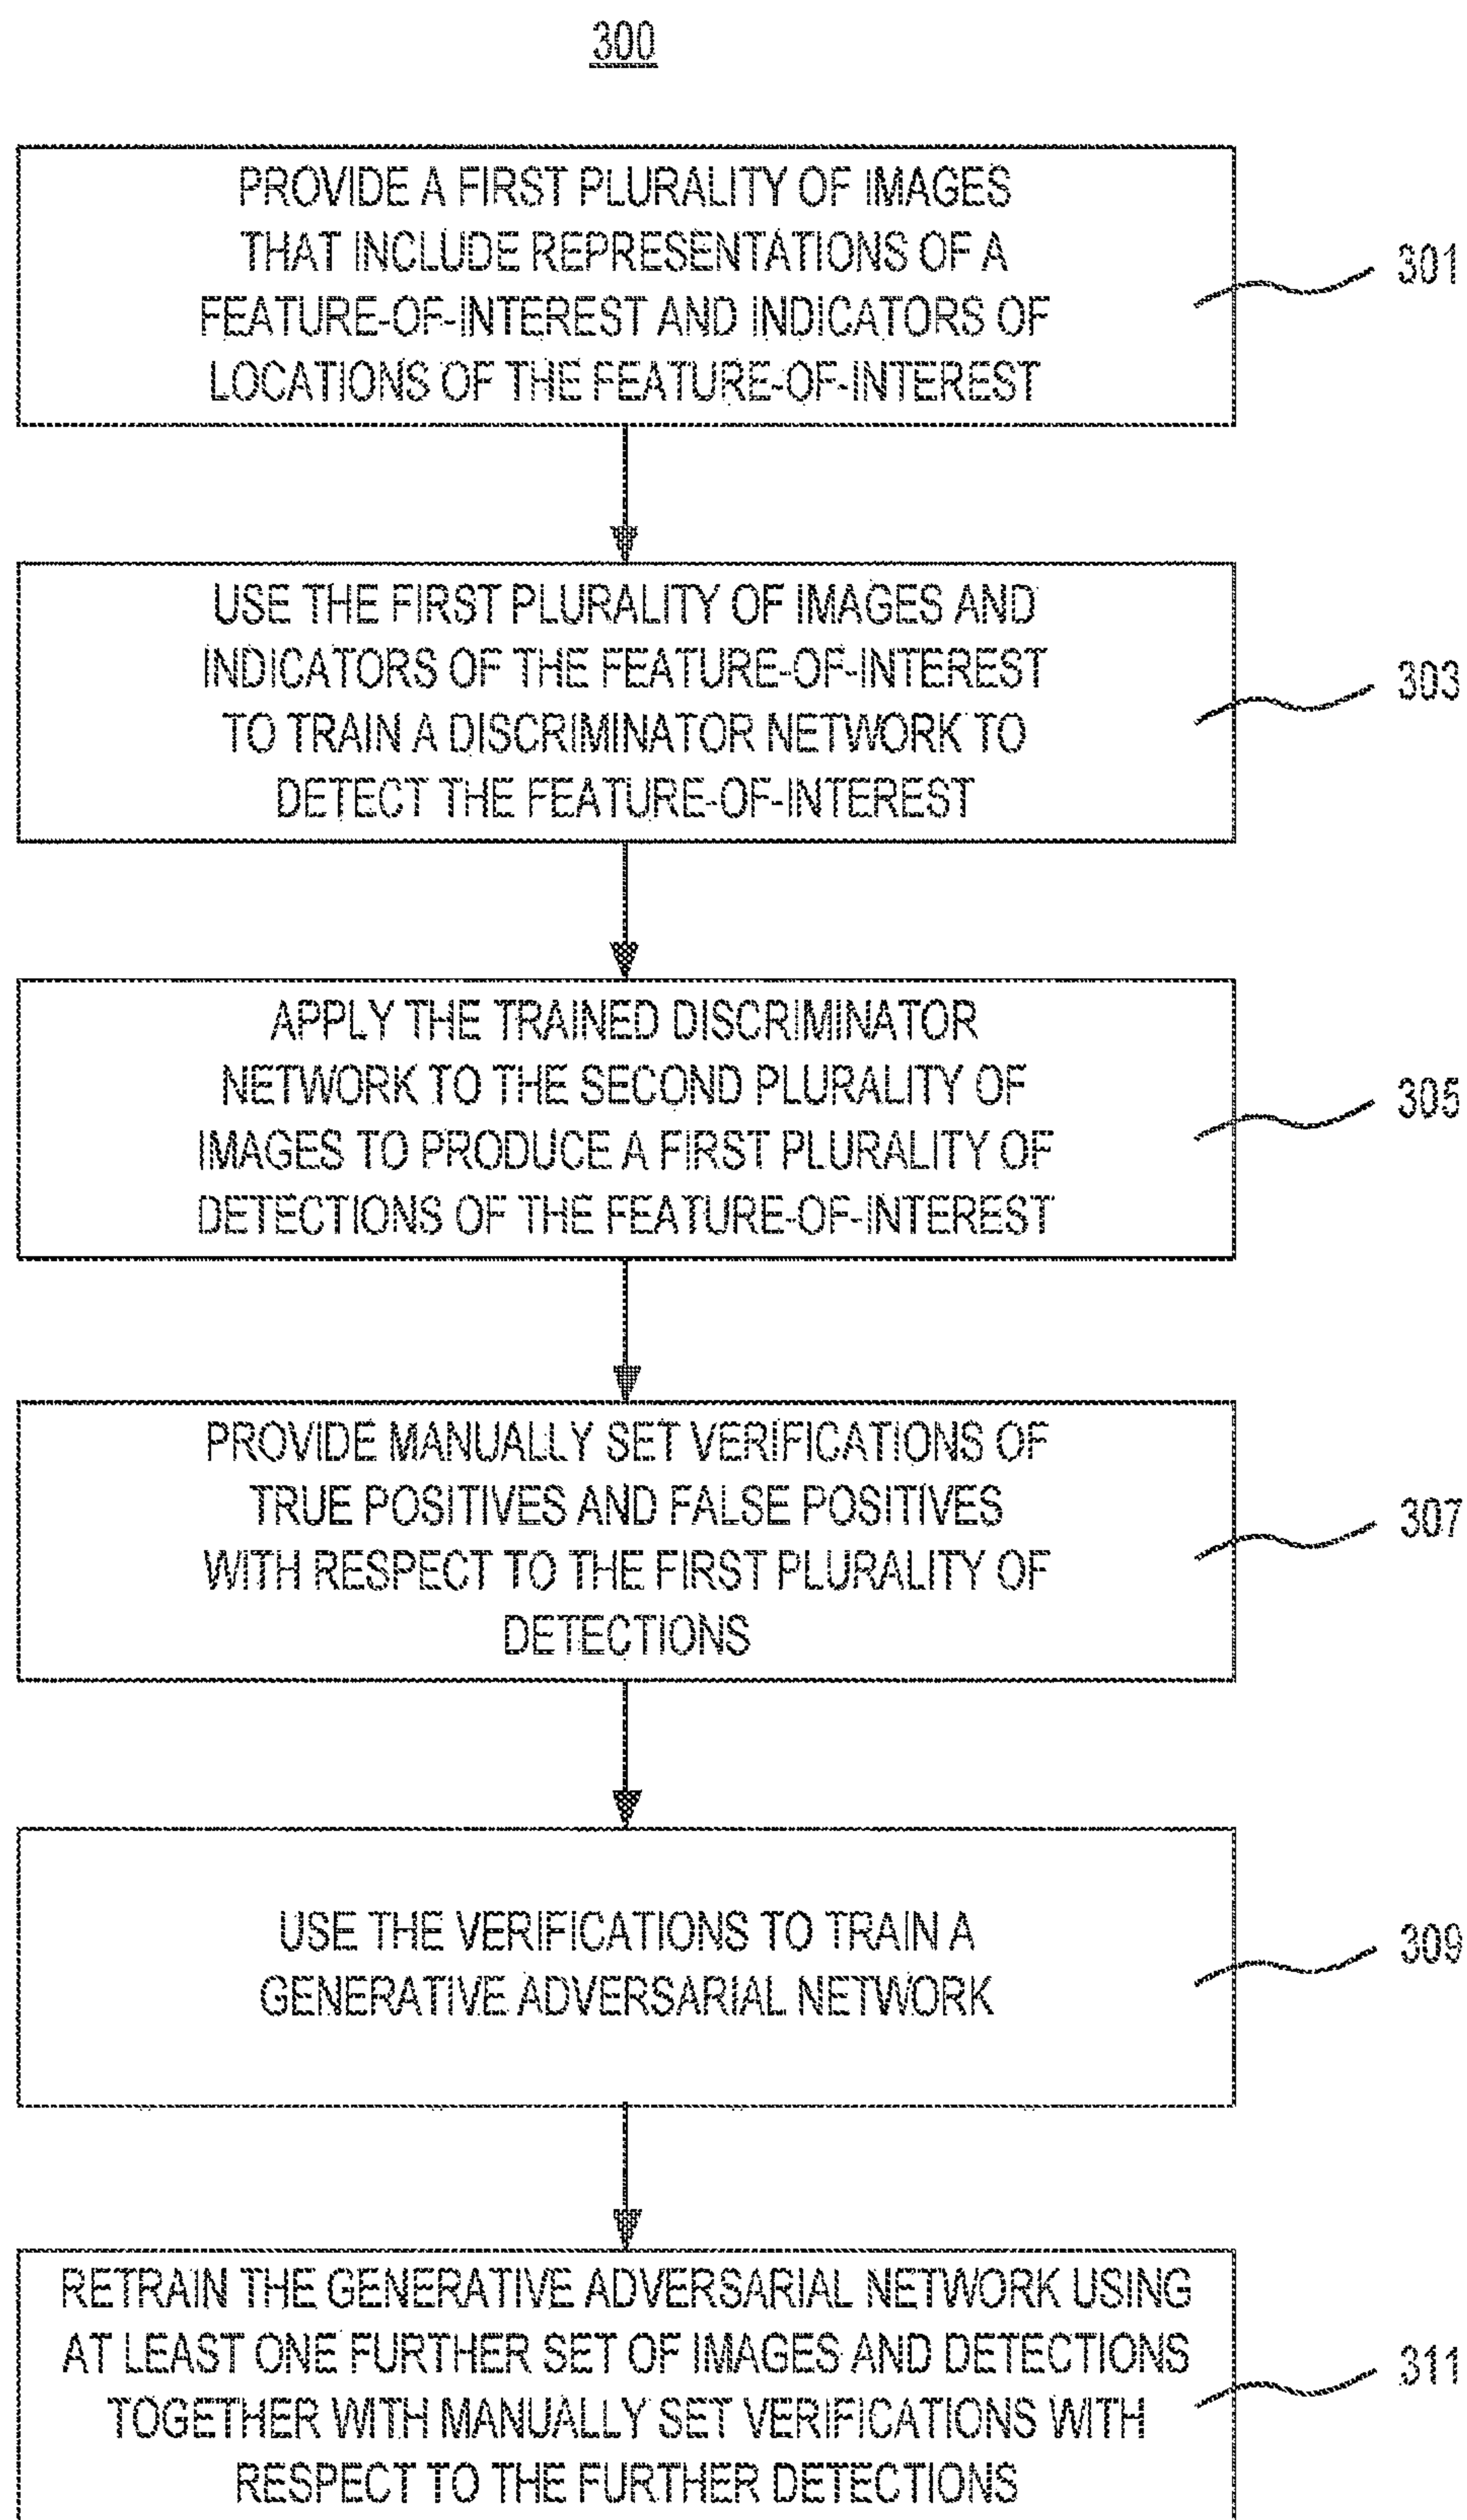 300
PROVIDE A FIRST PLURALITY OF IMAGES
THAT INCLUDE REPRESENTATIONS OF A
FEATURE-OF-INTEREST AND INDICATORS OF
LOCATIONS OF THE FEATURE-OF-INTEREST
301
USE THE FIRST PLURALITY OF IMAGES AND
INDICATORS OF THE FEATURE-OF-INTEREST
TO TRAIN A DISCRIMINATOR NETWORK TO
DETECT THE FEATURE-OF-INTEREST
303
APPLY THE TRAINED DISCRIMINATOR
NETWORK TO THE SECOND PLURALITY OF
IMAGES TO PRODUCE A FIRST PLURALITY OF
DETECTIONS OF THE FEATURE-OF-INTEREST
305
PROVIDE MANUALLY SET VERIFICATIONS OF
TRUE POSITIVES AND FALSE POSITIVES
WITH RESPECT TO THE FIRST PLURALITY OF
DETECTIONS
307
USE THE VERIFICATIONS TO TRAIN A
GENERATIVE ADVERSARIAL NETWORK
309
RETRAIN THE GENERATIVE ADVERSARIAL NETWORK USING
AT LEAST ONE FURTHER SET OF IMAGES AND DETECTIONS
TOGETHER WITH MANUALLY SET VERIFICATIONS WITH
RESPECT TO THE FURTHER DETECTIONS
311